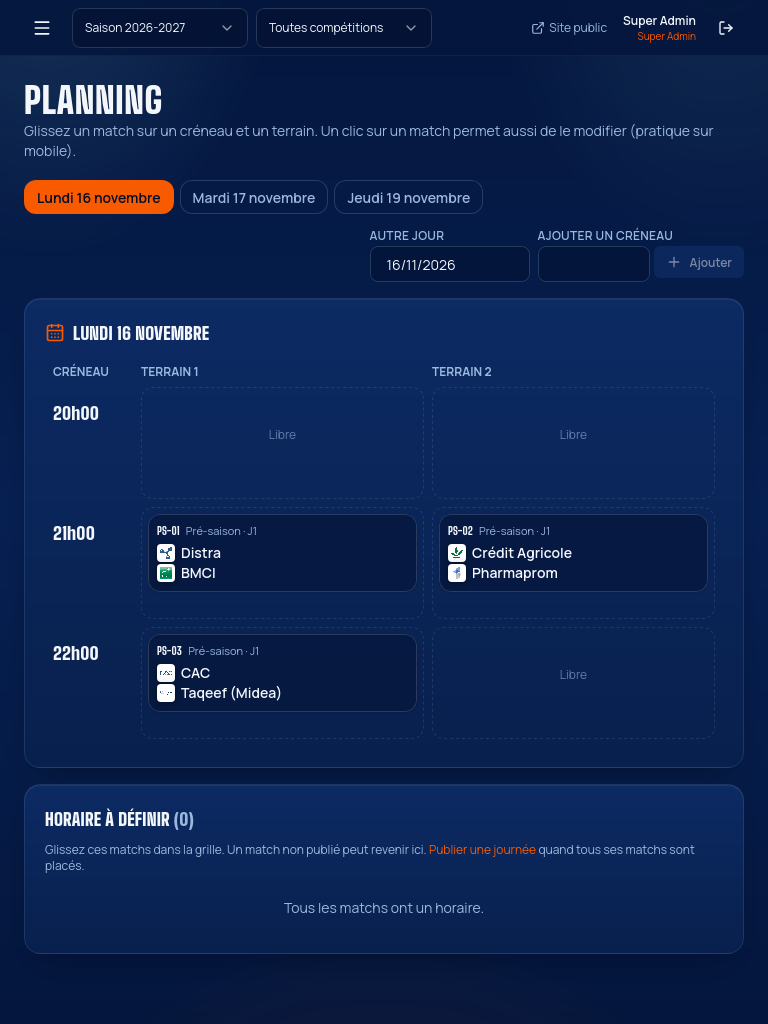 Saison 2026-2027
Toutes compétitions
Site public
Super Admin
Super Admin
PLANNING
Glissez un match sur un créneau et un terrain. Un clic sur un match permet aussi de le modifier (pratique sur
mobile).
Lundi 16 novembre
Mardi 17 novembre
Jeudi 19 novembre
AUTRE JOUR
AJOUTER UN CRÉNEAU
16/11/2026
Ajouter
LUNDI 16 NOVEMBRE
CRÉNEAU
TERRAIN 1
TERRAIN 2
20h00
Libre
Libre
21h00
PS-01 Pré-saison · J1
Distra
BMCI
PS-02 Pré-saison · J1
Crédit Agricole
Pharmaprom
22h00
PS-03 Pré-saison · J1
CAC
Taqeef (Midea)
Libre
HORAIRE À DÉFINIR (0)
Glissez ces matchs dans la grille. Un match non publié peut revenir ici. Publier une journée quand tous ses matchs sont
placés.
Tous les matchs ont un horaire.